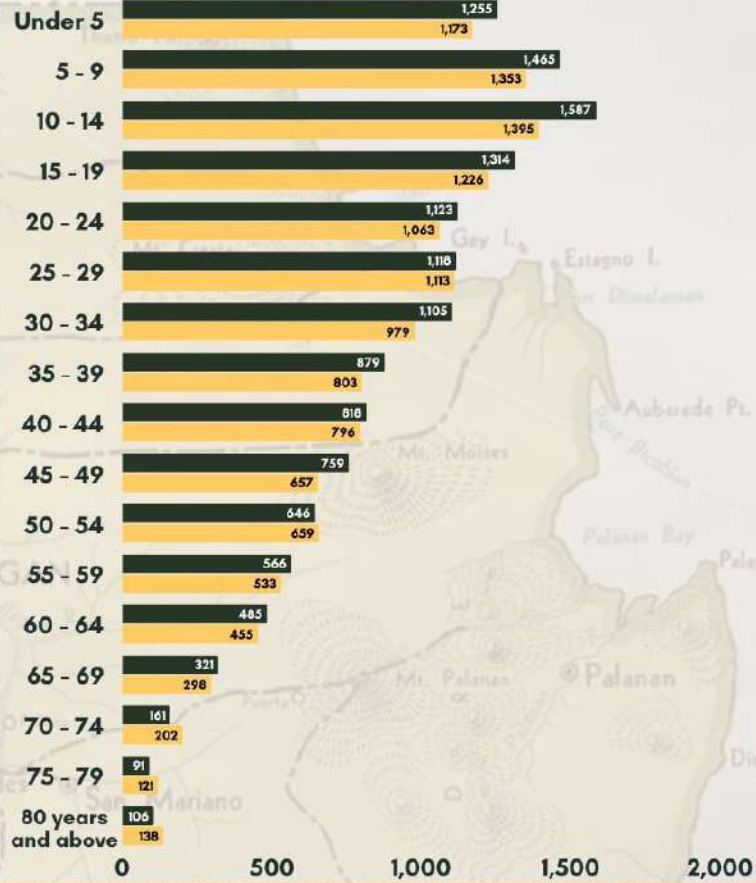 Under 5
1,255
1,173
5 - 9
1,465
1,353
10 - 14
1,587
1,395
15 - 19
1,314
1,226
20 - 24
1,123
1,063
25 - 29
1,118
1,113
30 - 34
1,105
979
35 - 39
879
803
40 - 44
818
796
45 - 49
759
657
50 - 54
646
659
55 - 59
566
533
60 - 64
485
455
65 - 69
321
298
70 - 74
161
202
75 - 79
91
121
80 years
and above
106
138
0 500 1,000 1,500 2,000
Estagno I.
Aubarede Pt.
Mt. Moises
Palanan Bay
Mt. Palanan
Palanan
San Mariano